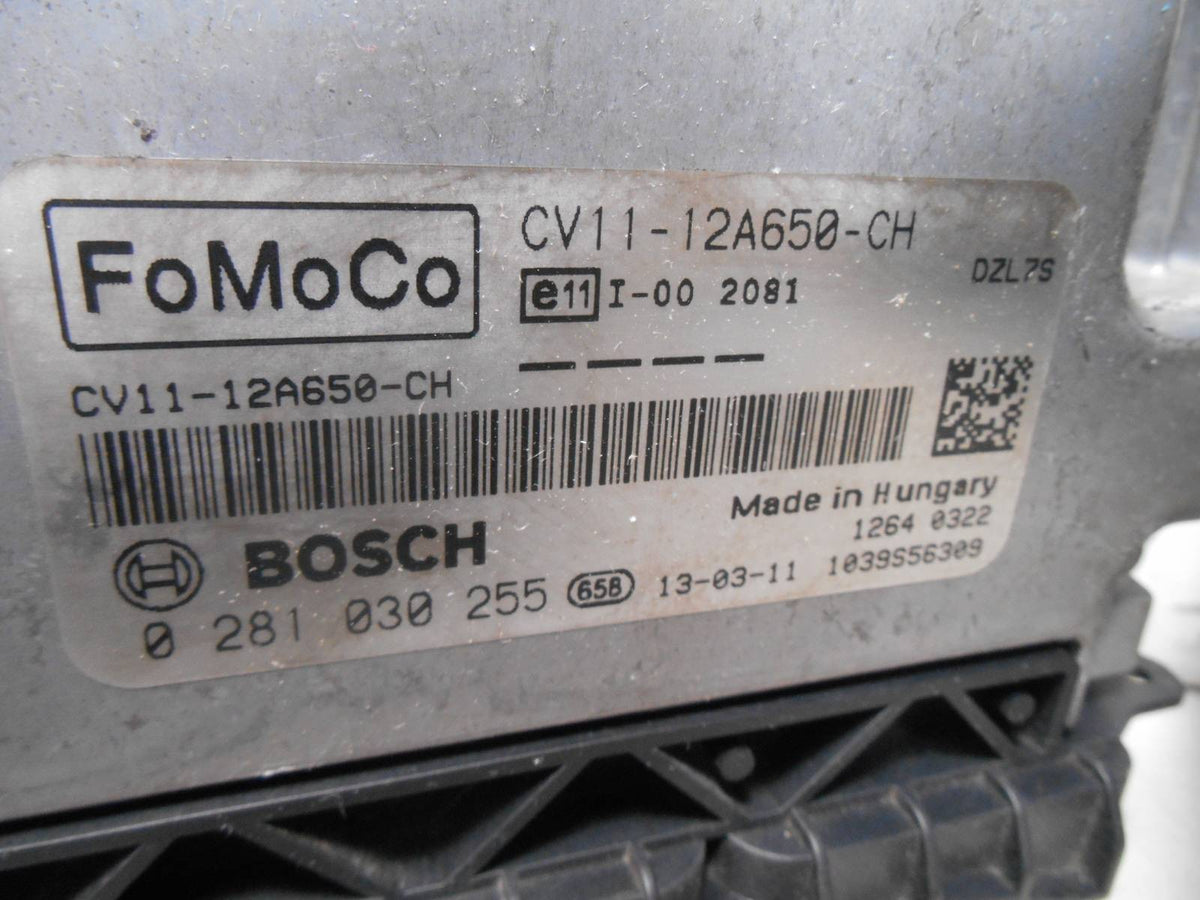 FoMoCo
CV11-12A650-CH
e11 I-00 2081
DZL7S
— — — —
CV11-12A650-CH
Made in Hungary
1264 0322
BOSCH
0 281 030 255 658 13-03-11 1039S56309